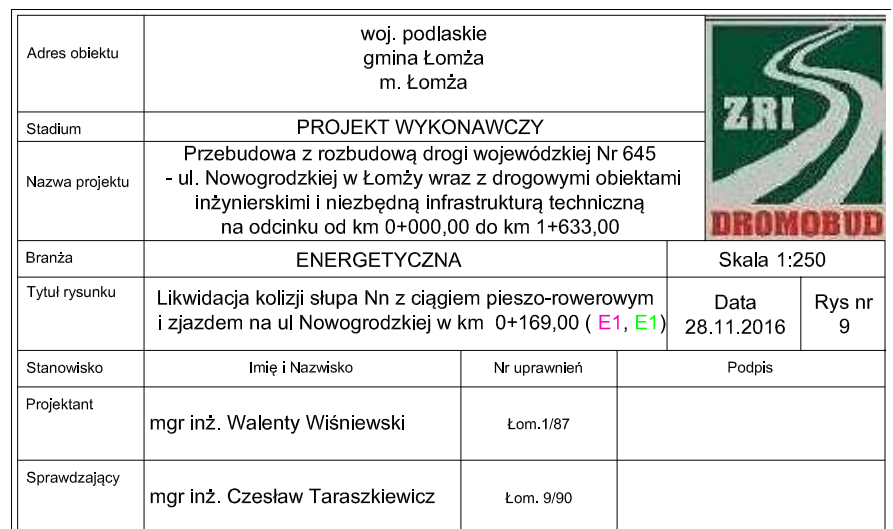 Adres obiektu
woj. podlaskie
gmina Łomża
m. Łomża
ZRI
DROMOBUD
Stadium
PROJEKT WYKONAWCZY
Nazwa projektu
Przebudowa z rozbudową drogi wojewódzkiej Nr 645
- ul. Nowogrodzkiej w Łomży wraz z drogowymi obiektami
inżynierskimi i niezbędną infrastrukturą techniczną
na odcinku od km 0+000,00 do km 1+633,00
Branża
ENERGETYCZNA
Skala 1:250
Tytuł rysunku
Likwidacja kolizji słupa Nn z ciągiem pieszo-rowerowym
i zjazdem na ul Nowogrodzkiej w km 0+169,00 ( E1, E1)
Data
28.11.2016
Rys nr
9
Stanowisko
Imię i Nazwisko
Nr uprawnień
Podpis
Projektant
mgr inż. Walenty Wiśniewski
Łom.1/87
Sprawdzający
mgr inż. Czesław Taraszkiewicz
Łom. 9/90